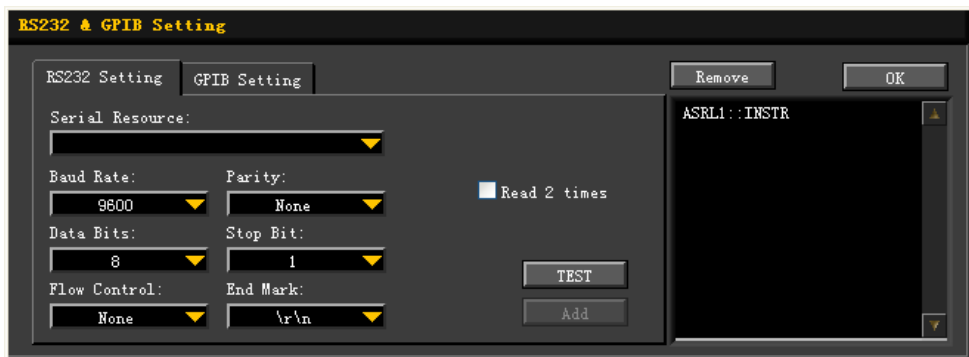 RS232 & GPIB Setting
RS232 Setting
GPIB Setting
Remove
OK
Serial Resource:
ASRL1::INSTR
Baud Rate:
Parity:
9600
None
Read 2 times
Data Bits:
Stop Bit:
8
1
TEST
Flow Control:
End Mark:
None
\r\n
Add